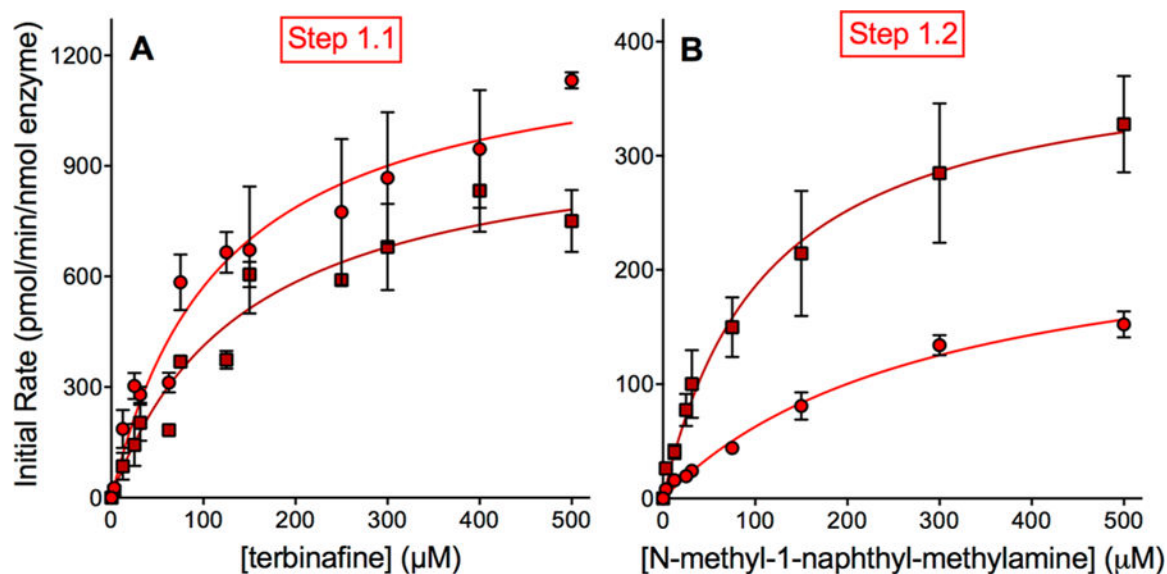 A
Step 1.1
Initial Rate (pmol/min/nmol enzyme)
1200
900
600
300
0
0 100 200 300 400 500
[terbinafine] (µM)
B
Step 1.2
400
300
200
100
0
0 100 200 300 400 500
[N-methyl-1-naphthyl-methylamine] (µM)